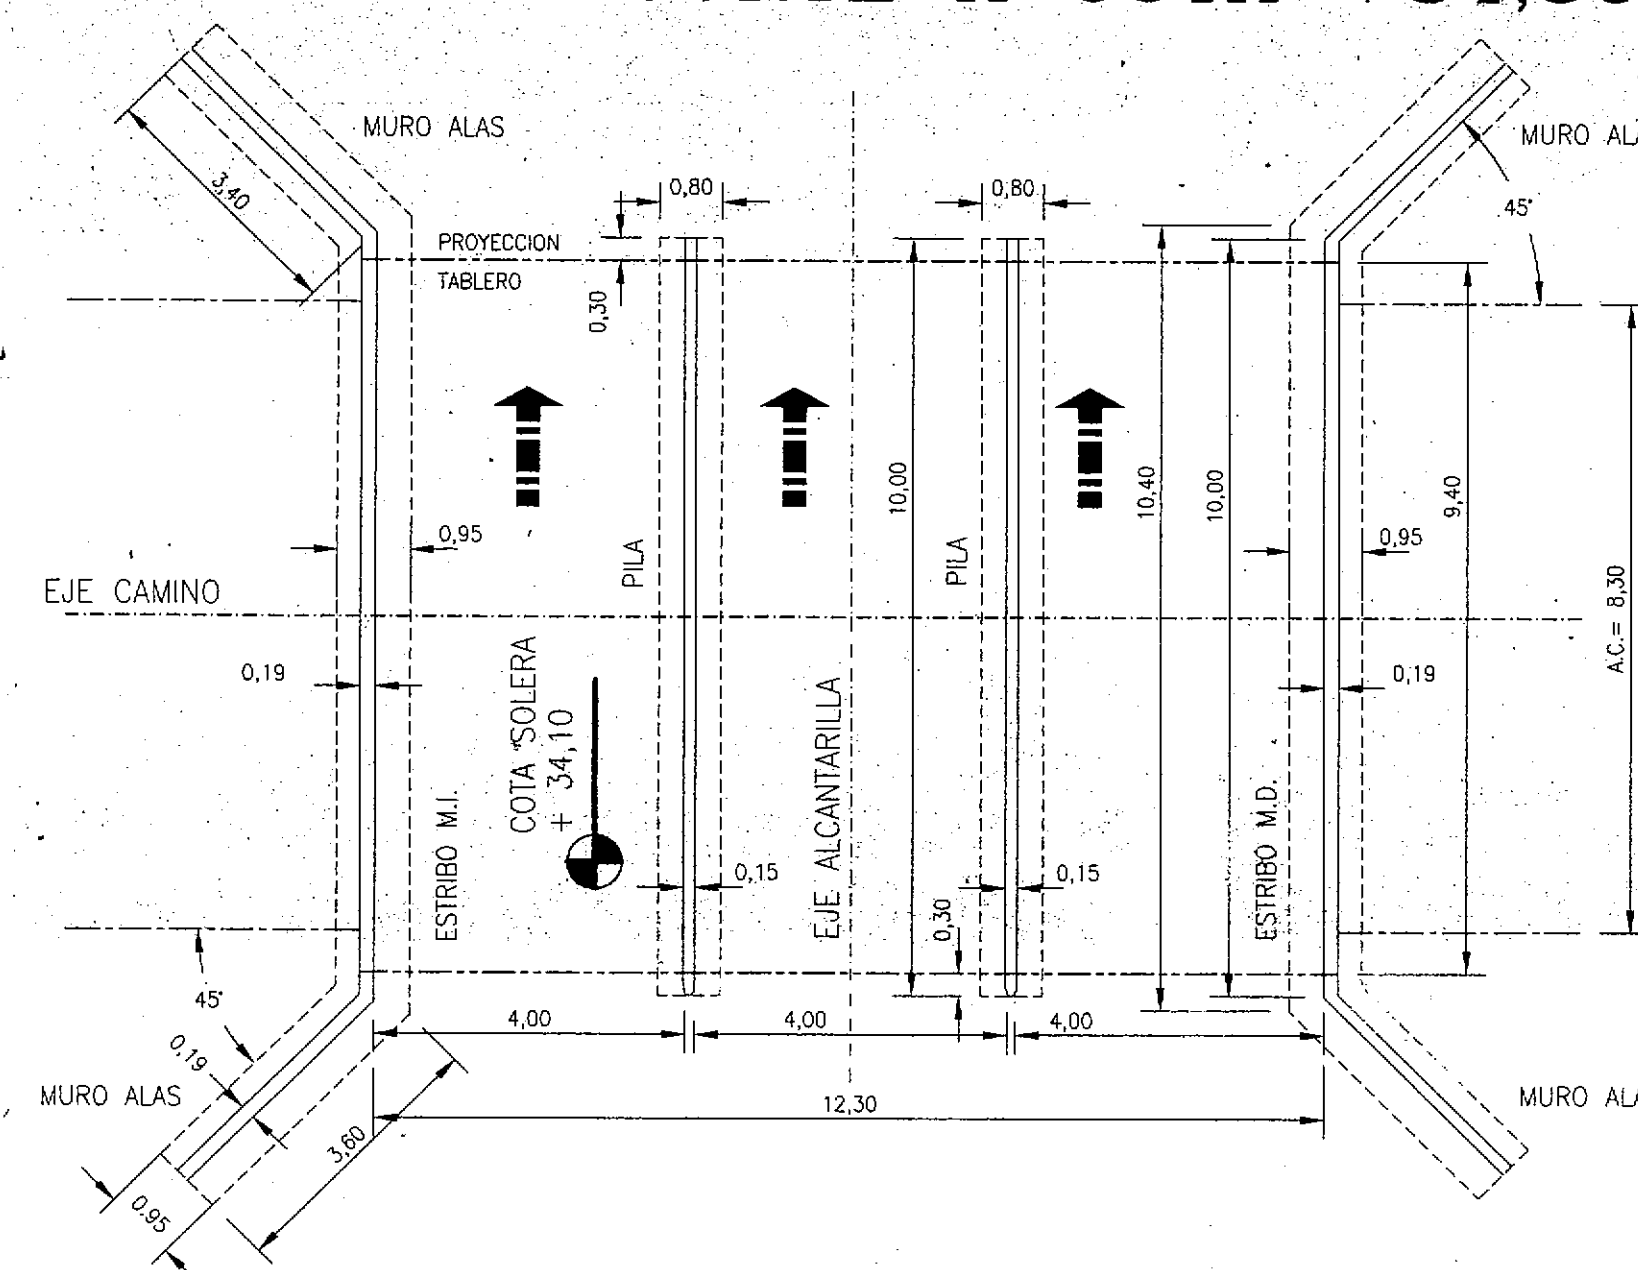 MURO ALAS
3,40
0,80
0,80
45°
PROYECCION
TABLERO
0,30
10,00
10,40
10,00
9,40
A.C.= 8,30
0,95
0,95
PILA
PILA
EJE CAMINO
0,19
0,19
COTA SOLERA
+ 34,10
EJE ALCANTARILLA
ESTRIBO M.I.
ESTRIBO M.D.
0,15
0,15
0,30
45°
0,19
4,00
4,00
4,00
MURO ALAS
12,30
3,60
0.95
MURO
MURO